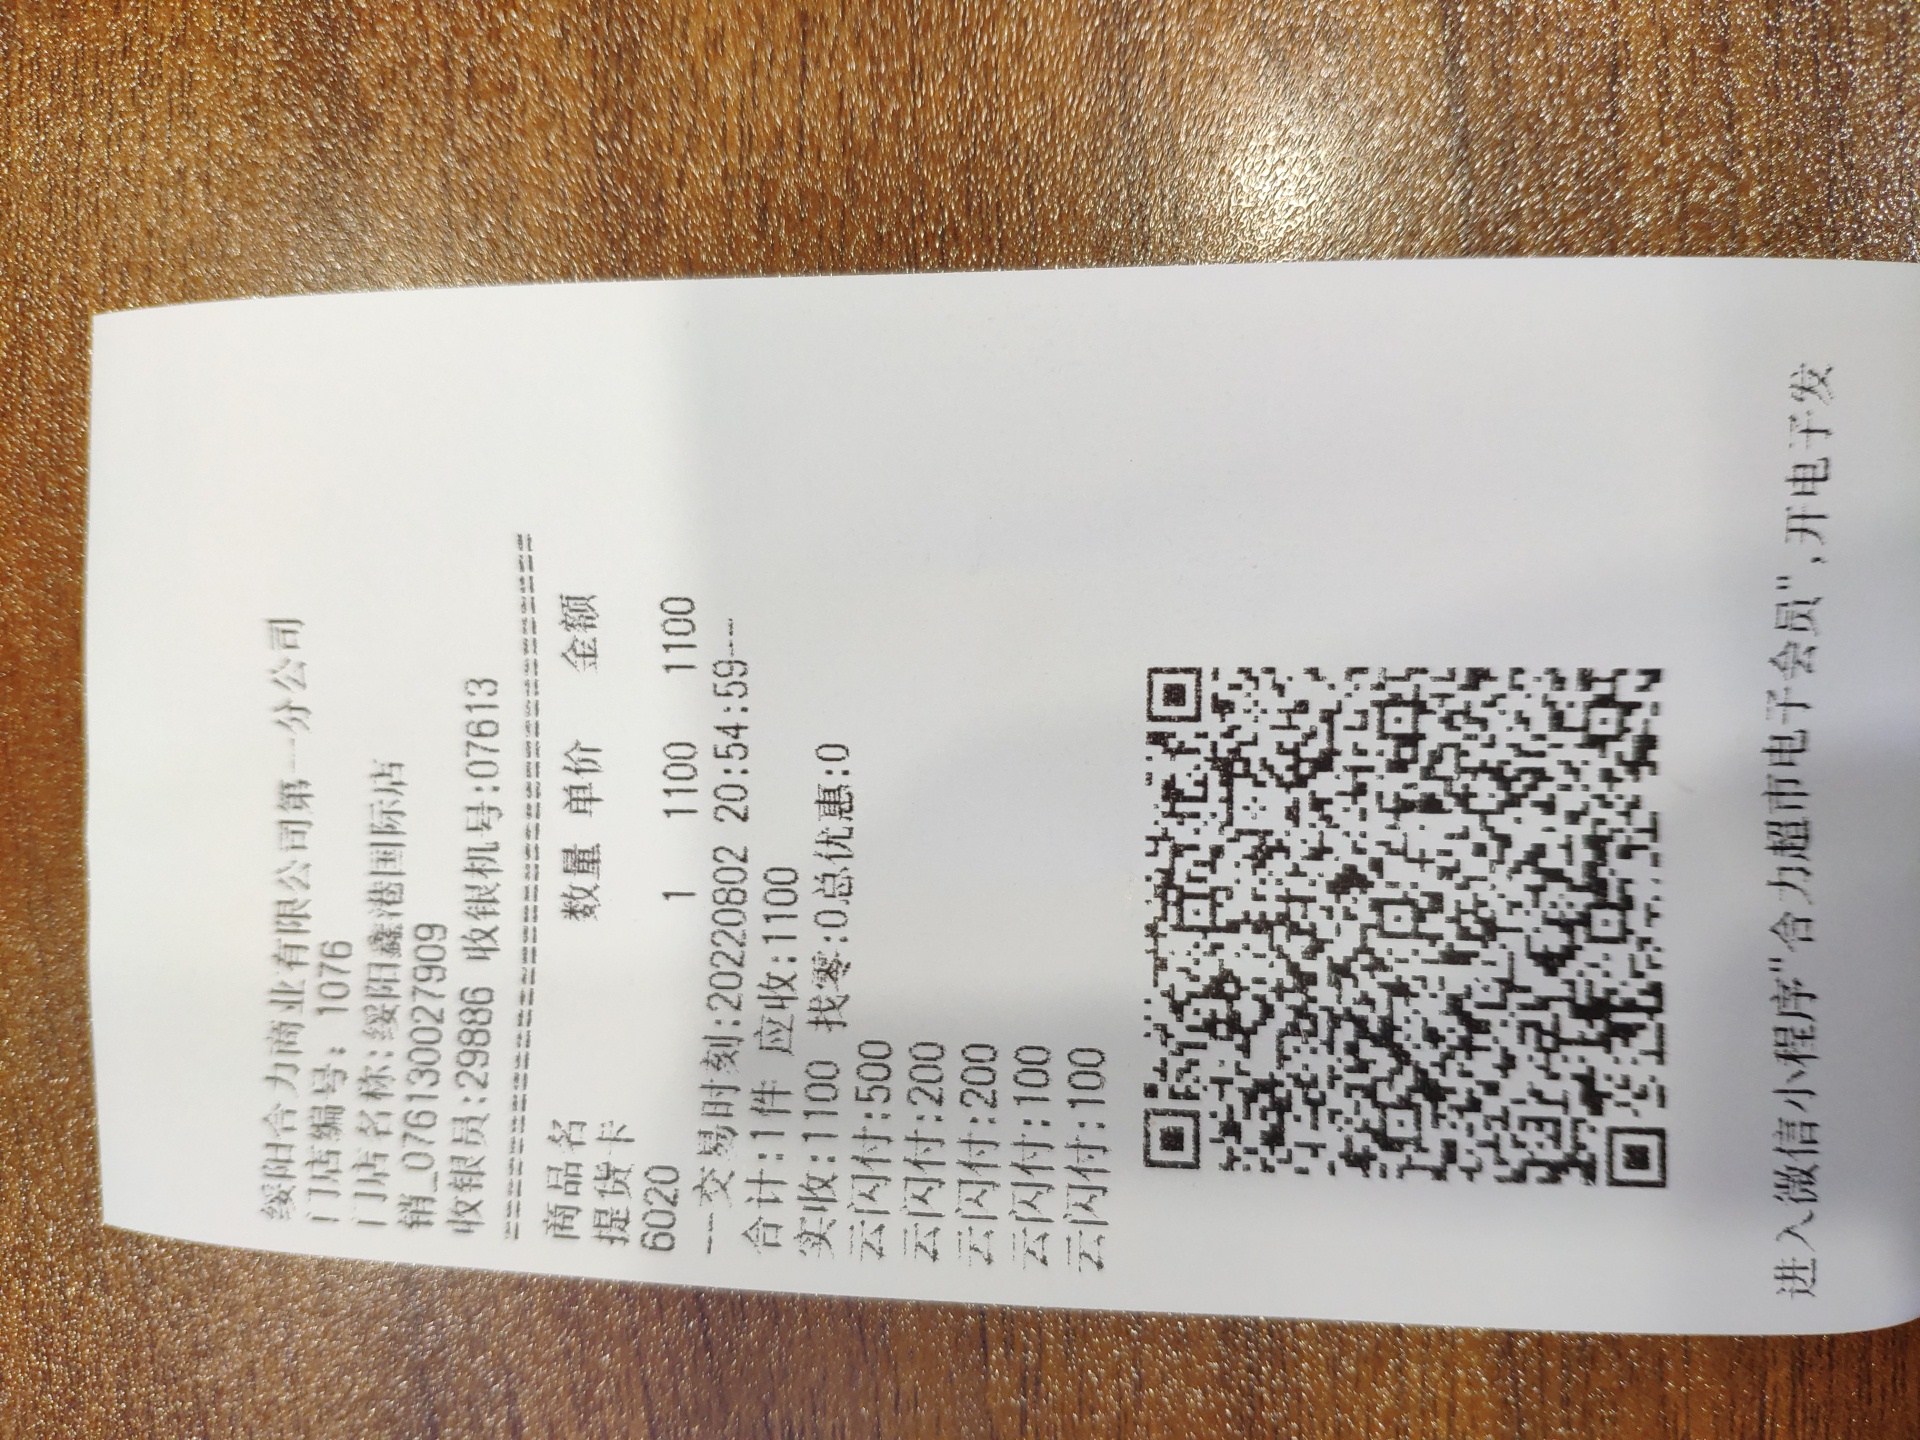 绥阳合力商业有限公司第一分公司
门店编号: 1076
门店名称:绥阳鑫港国际店
销_076130027909
收银员:29886 收银机号:07613
================================
商品名 数量 单价 金额
提货卡
6020 1 1100 1100
--交易时刻:20220802 20:54:59--
合计:1件 应收:1100
实收:1100 找零:0总优惠:0
云闪付:500
云闪付:200
云闪付:200
云闪付:100
云闪付:100
进入微信小程序"合力超市电子会员",开电子发